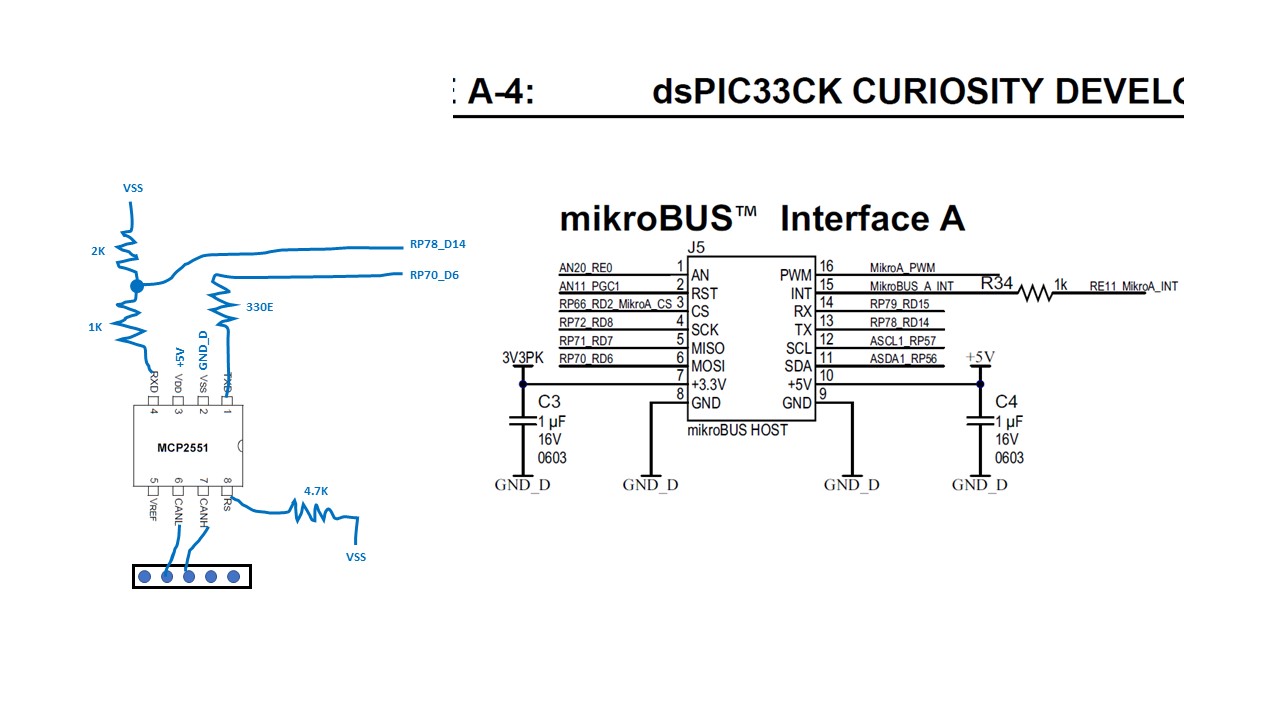 : A-4: dsPIC33CK CURIOSITY DEVELO
VSS
2K
RP78_D14
RP70_D6
330E
1K
+5V
GND_D
RXD
VDD
VSS
TXD
4
3
2
1
MCP2551
5
6
7
8
VREF
CANL
CANH
Rs
4.7K
VSS
mikroBUS™ Interface A
J5
AN20_RE0 1 AN PWM 16 MikroA_PWM
AN11_PGC1 2 RST INT 15 MikroBUS_A_INT R34 1k RE11_MikroA_INT
RP66_RD2_MikroA_CS 3 CS RX 14 RP79_RD15
RP72_RD8 4 SCK TX 13 RP78_RD14
RP71_RD7 5 MISO SCL 12 ASCL1_RP57
RP70_RD6 6 MOSI SDA 11 ASDA1_RP56
3V3PK 7 +3.3V +5V 10 +5V
8 GND GND 9
mikroBUS HOST
C3
1 µF
16V
0603
C4
1 µF
16V
0603
GND_D GND_D GND_D GND_D